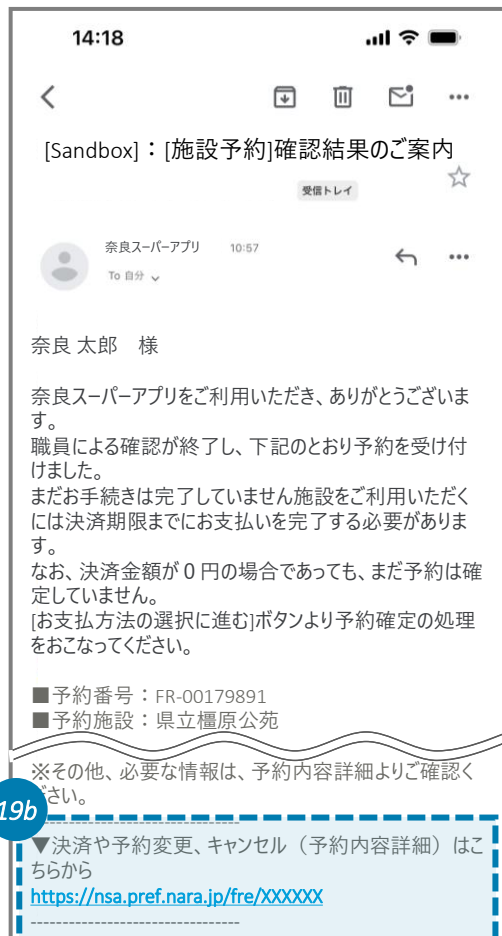 14:18
[Sandbox]：[施設予約]確認結果のご案内
受信トレイ
奈良スーパーアプリ 10:57
To 自分
奈良 太郎　様
奈良スーパーアプリをご利用いただき、ありがとうございま
す。
職員による確認が終了し、下記のとおり予約を受け付
けました。
まだお手続きは完了していません施設をご利用いただく
には決済期限までにお支払いを完了する必要がありま
す。
なお、決済金額が０円の場合であっても、まだ予約は確
定していません。
[お支払方法の選択に進む]ボタンより予約確定の処理
をおこなってください。
■予約番号：FR-00179891
■予約施設：県立橿原公苑
※その他、必要な情報は、予約内容詳細よりご確認く
ださい。
19b
--------------------------------
▼決済や予約変更、キャンセル（予約内容詳細）はこ
ちらから
https://nsa.pref.nara.jp/fre/XXXXXX
--------------------------------